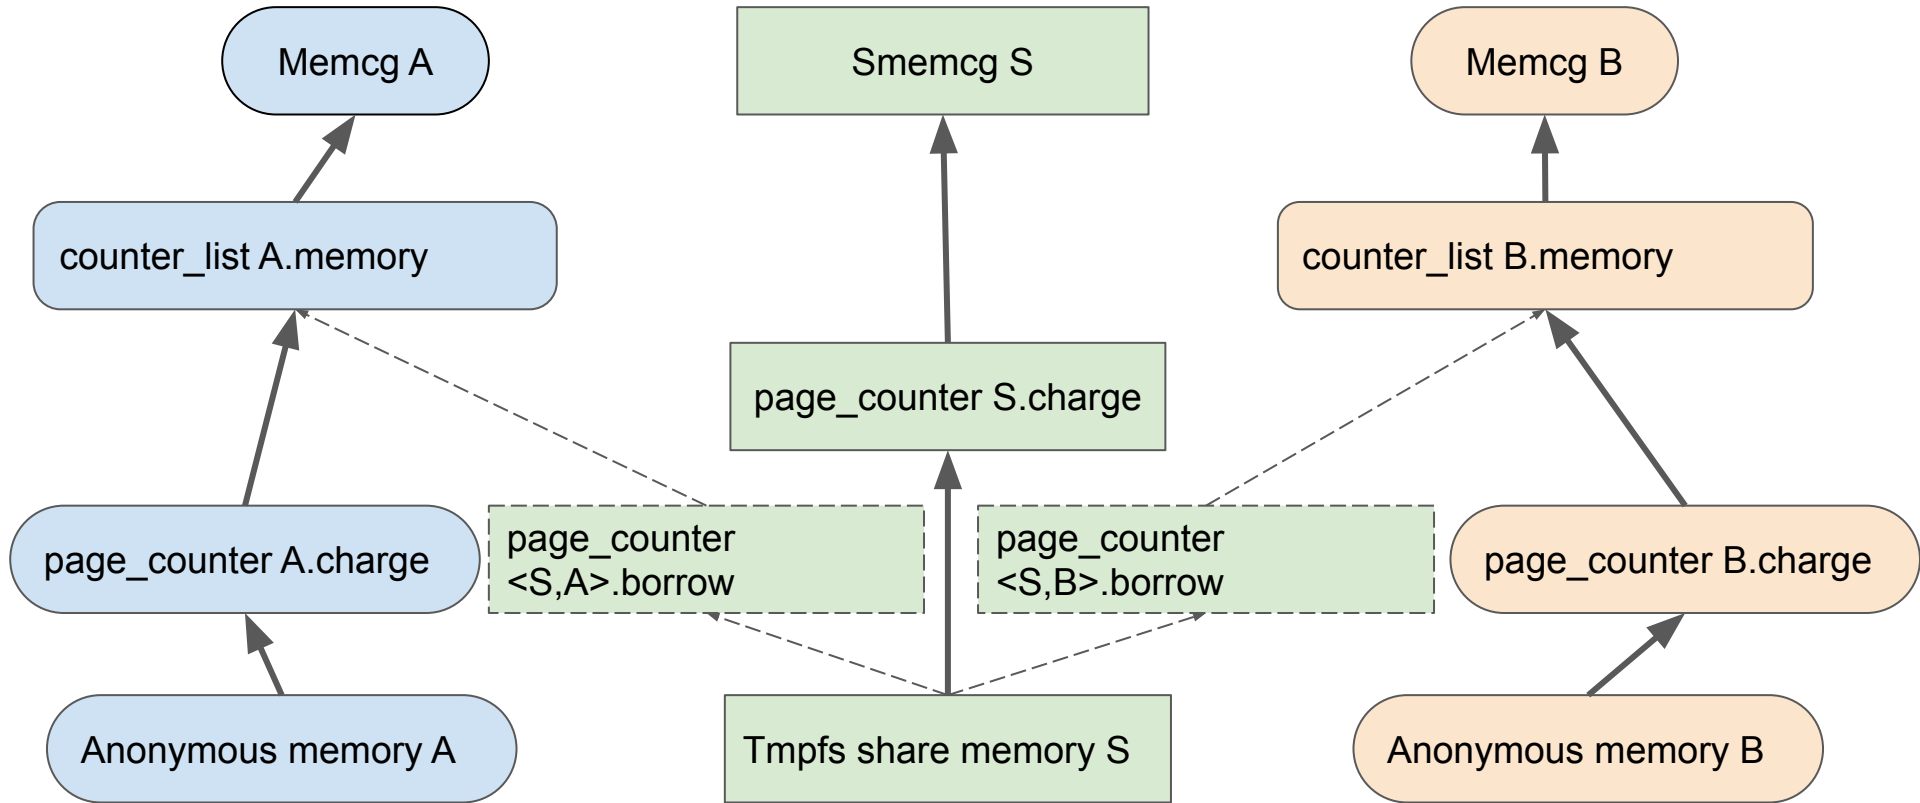 Memcg A
Smemcg S
Memcg B
counter_list A.memory
counter_list B.memory
page_counter S.charge
page_counter A.charge
page_counter
<S,A>.borrow
page_counter
<S,B>.borrow
page_counter B.charge
Anonymous memory A
Tmpfs share memory S
Anonymous memory B